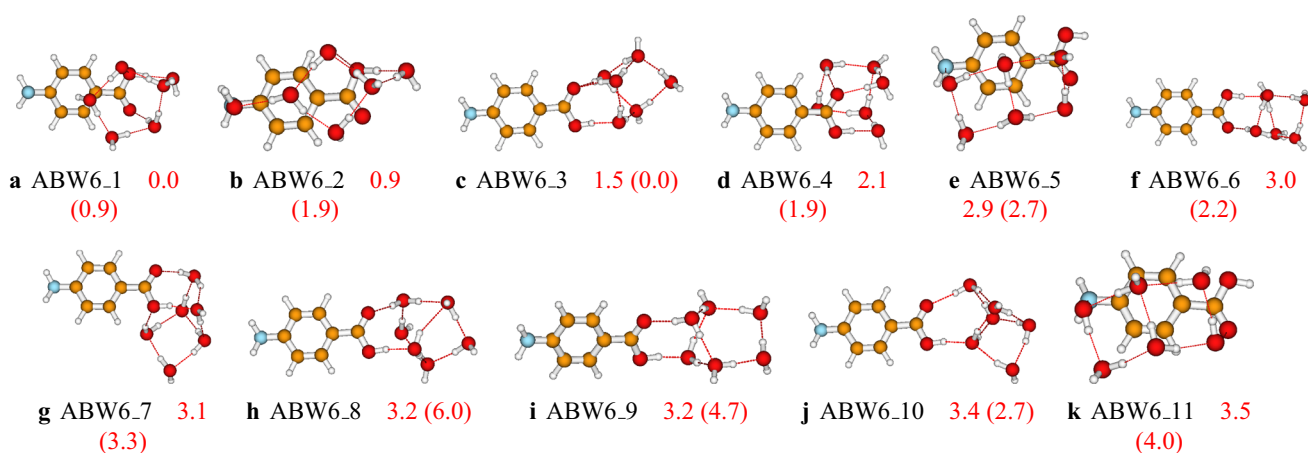 a ABW6_1 0.0
(0.9)
b ABW6_2 0.9
(1.9)
c ABW6_3 1.5 (0.0)
d ABW6_4 2.1
(1.9)
e ABW6_5
2.9 (2.7)
f ABW6_6 3.0
(2.2)
g ABW6_7 3.1
(3.3)
h ABW6_8 3.2 (6.0)
i ABW6_9 3.2 (4.7)
j ABW6_10 3.4 (2.7)
k ABW6_11 3.5
(4.0)